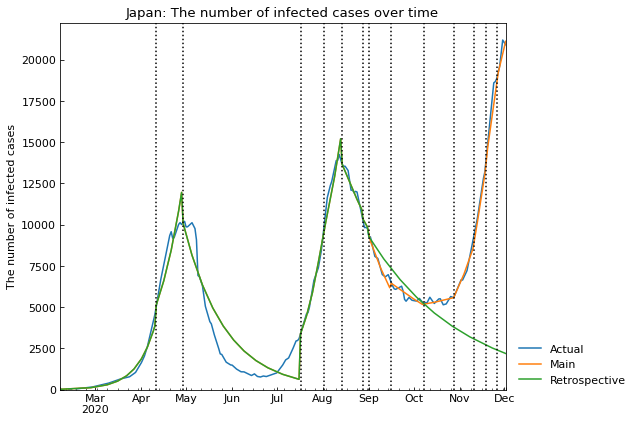 Japan: The number of infected cases over time
The number of infected cases
20000
17500
15000
12500
10000
7500
5000
2500
0
Mar
2020
Apr
May
Jun
Jul
Aug
Sep
Oct
Nov
Dec
Actual
Main
Retrospective